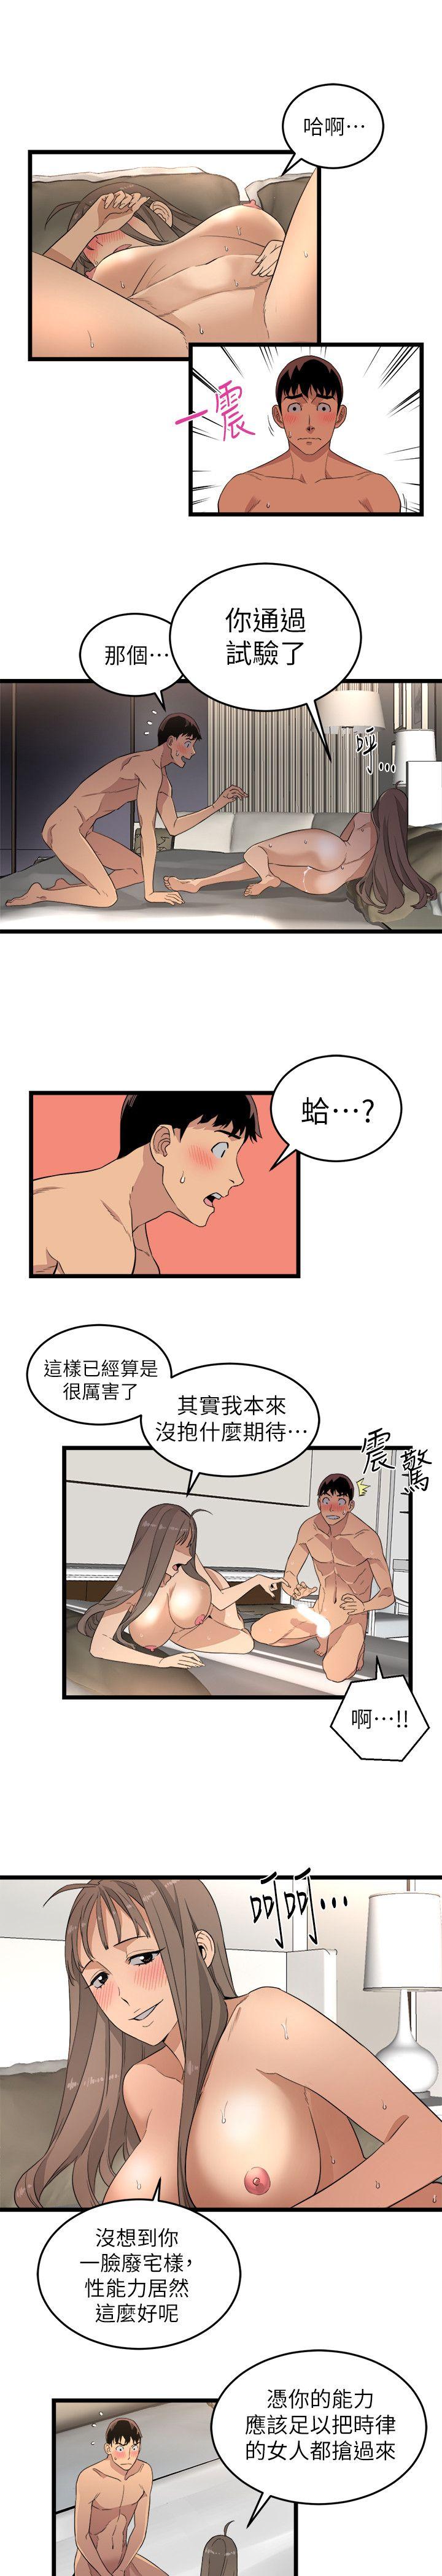 哈啊⋯
一震
那個⋯
你通過
試驗了
呼⋯
蛤⋯?
這樣已經算是
很厲害了
其實我本來
沒抱什麼期待⋯
震驚
啊⋯!!
呵呵⋯
沒想到你
一臉廢宅樣，
性能力居然
這麼好呢
憑你的能力
應該足以把時律
的女人都搶過來